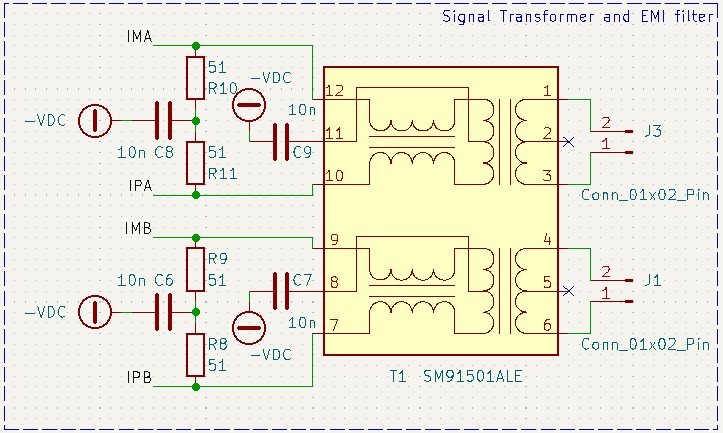 Signal Transformer and EMI filter
IMA
51
R10
-VDC
12
10n
1
-VDC
10n C8
11
C9
2
2
1
J3
51
R11
10
3
IPA
Conn_01x02_Pin
IMB
9
4
R9
51
10n C6
C7
8
5
2
1
J1
-VDC
10n
7
6
R8
51
-VDC
Conn_01x02_Pin
IPB
T1 SM91501ALE